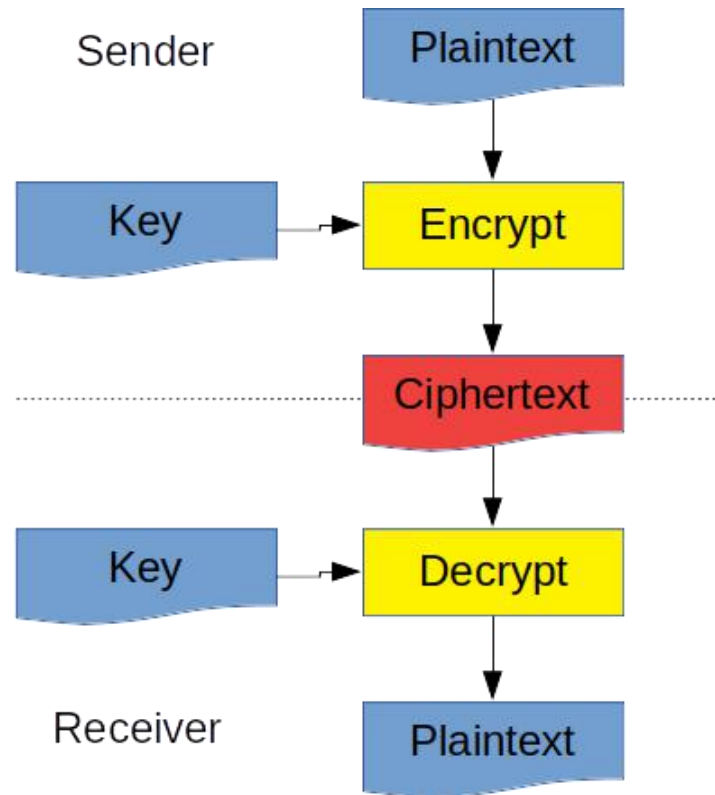 Sender
Plaintext
Key
Encrypt
Ciphertext
Key
Decrypt
Receiver
Plaintext